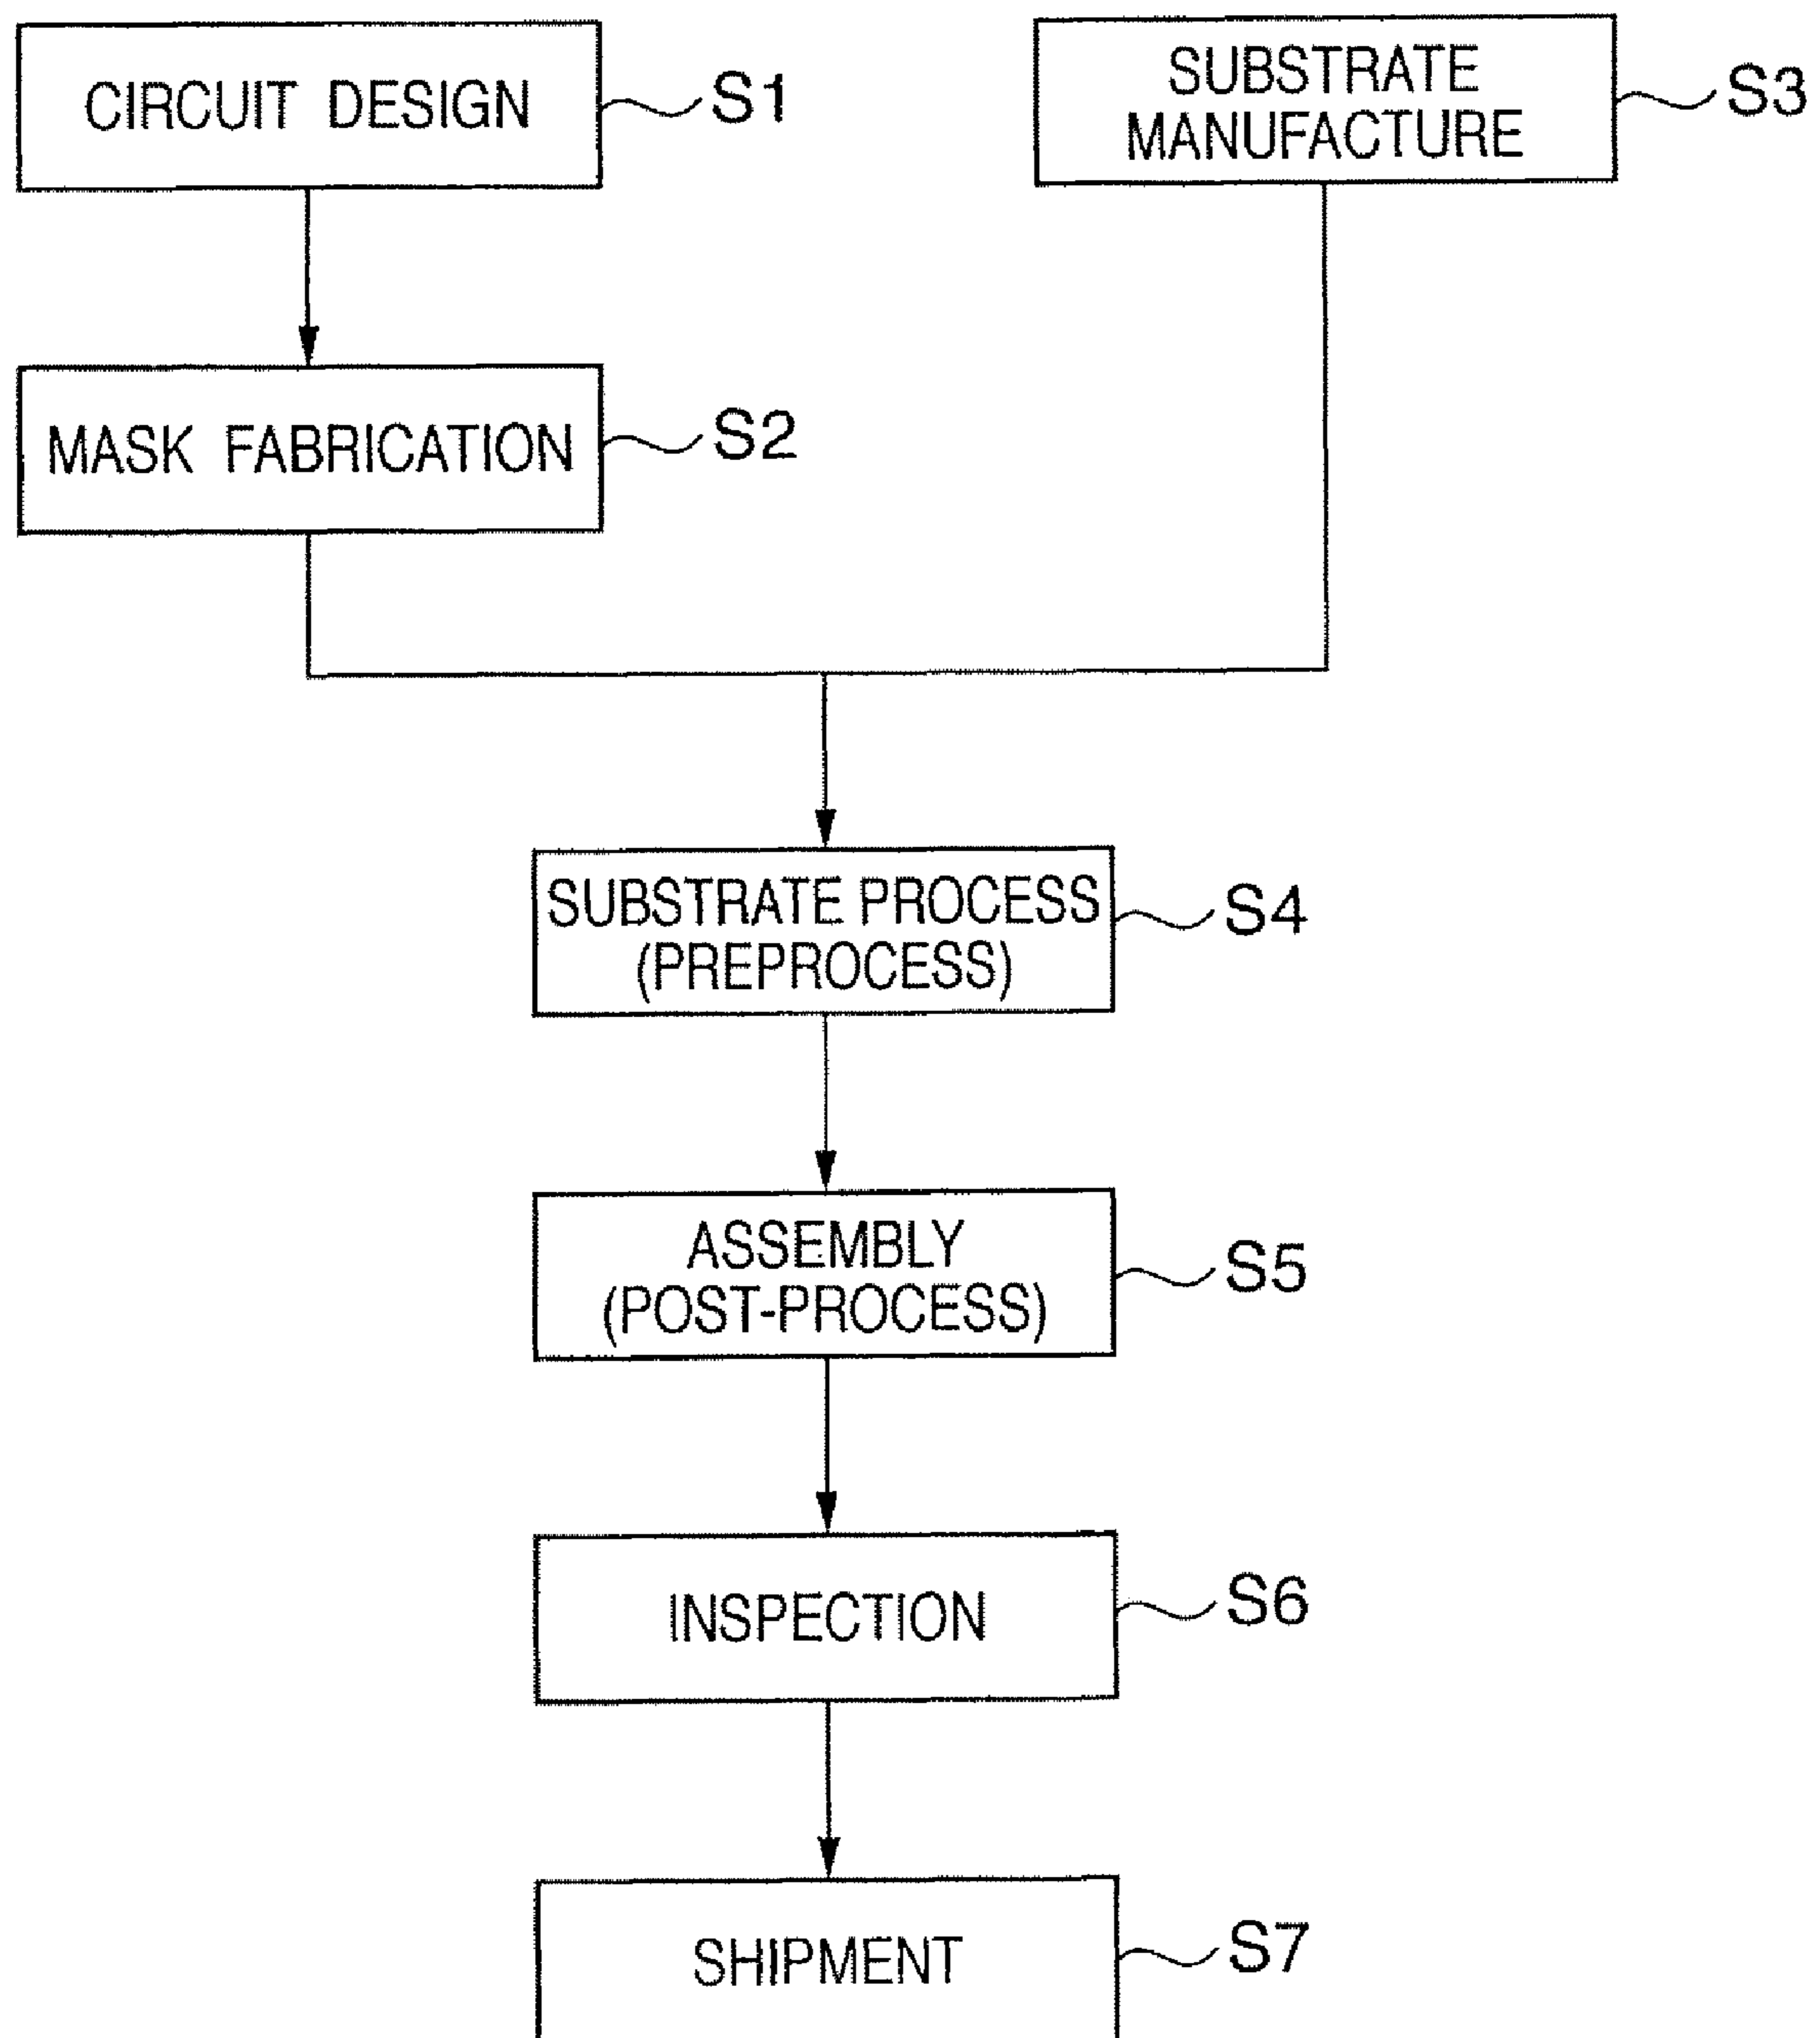 CIRCUIT DESIGN
S1
SUBSTRATE
MANUFACTURE
S3
MASK FABRICATION
S2
SUBSTRATE PROCESS
(PREPROCESS)
S4
ASSEMBLY
(POST-PROCESS)
S5
INSPECTION
S6
SHIPMENT
S7